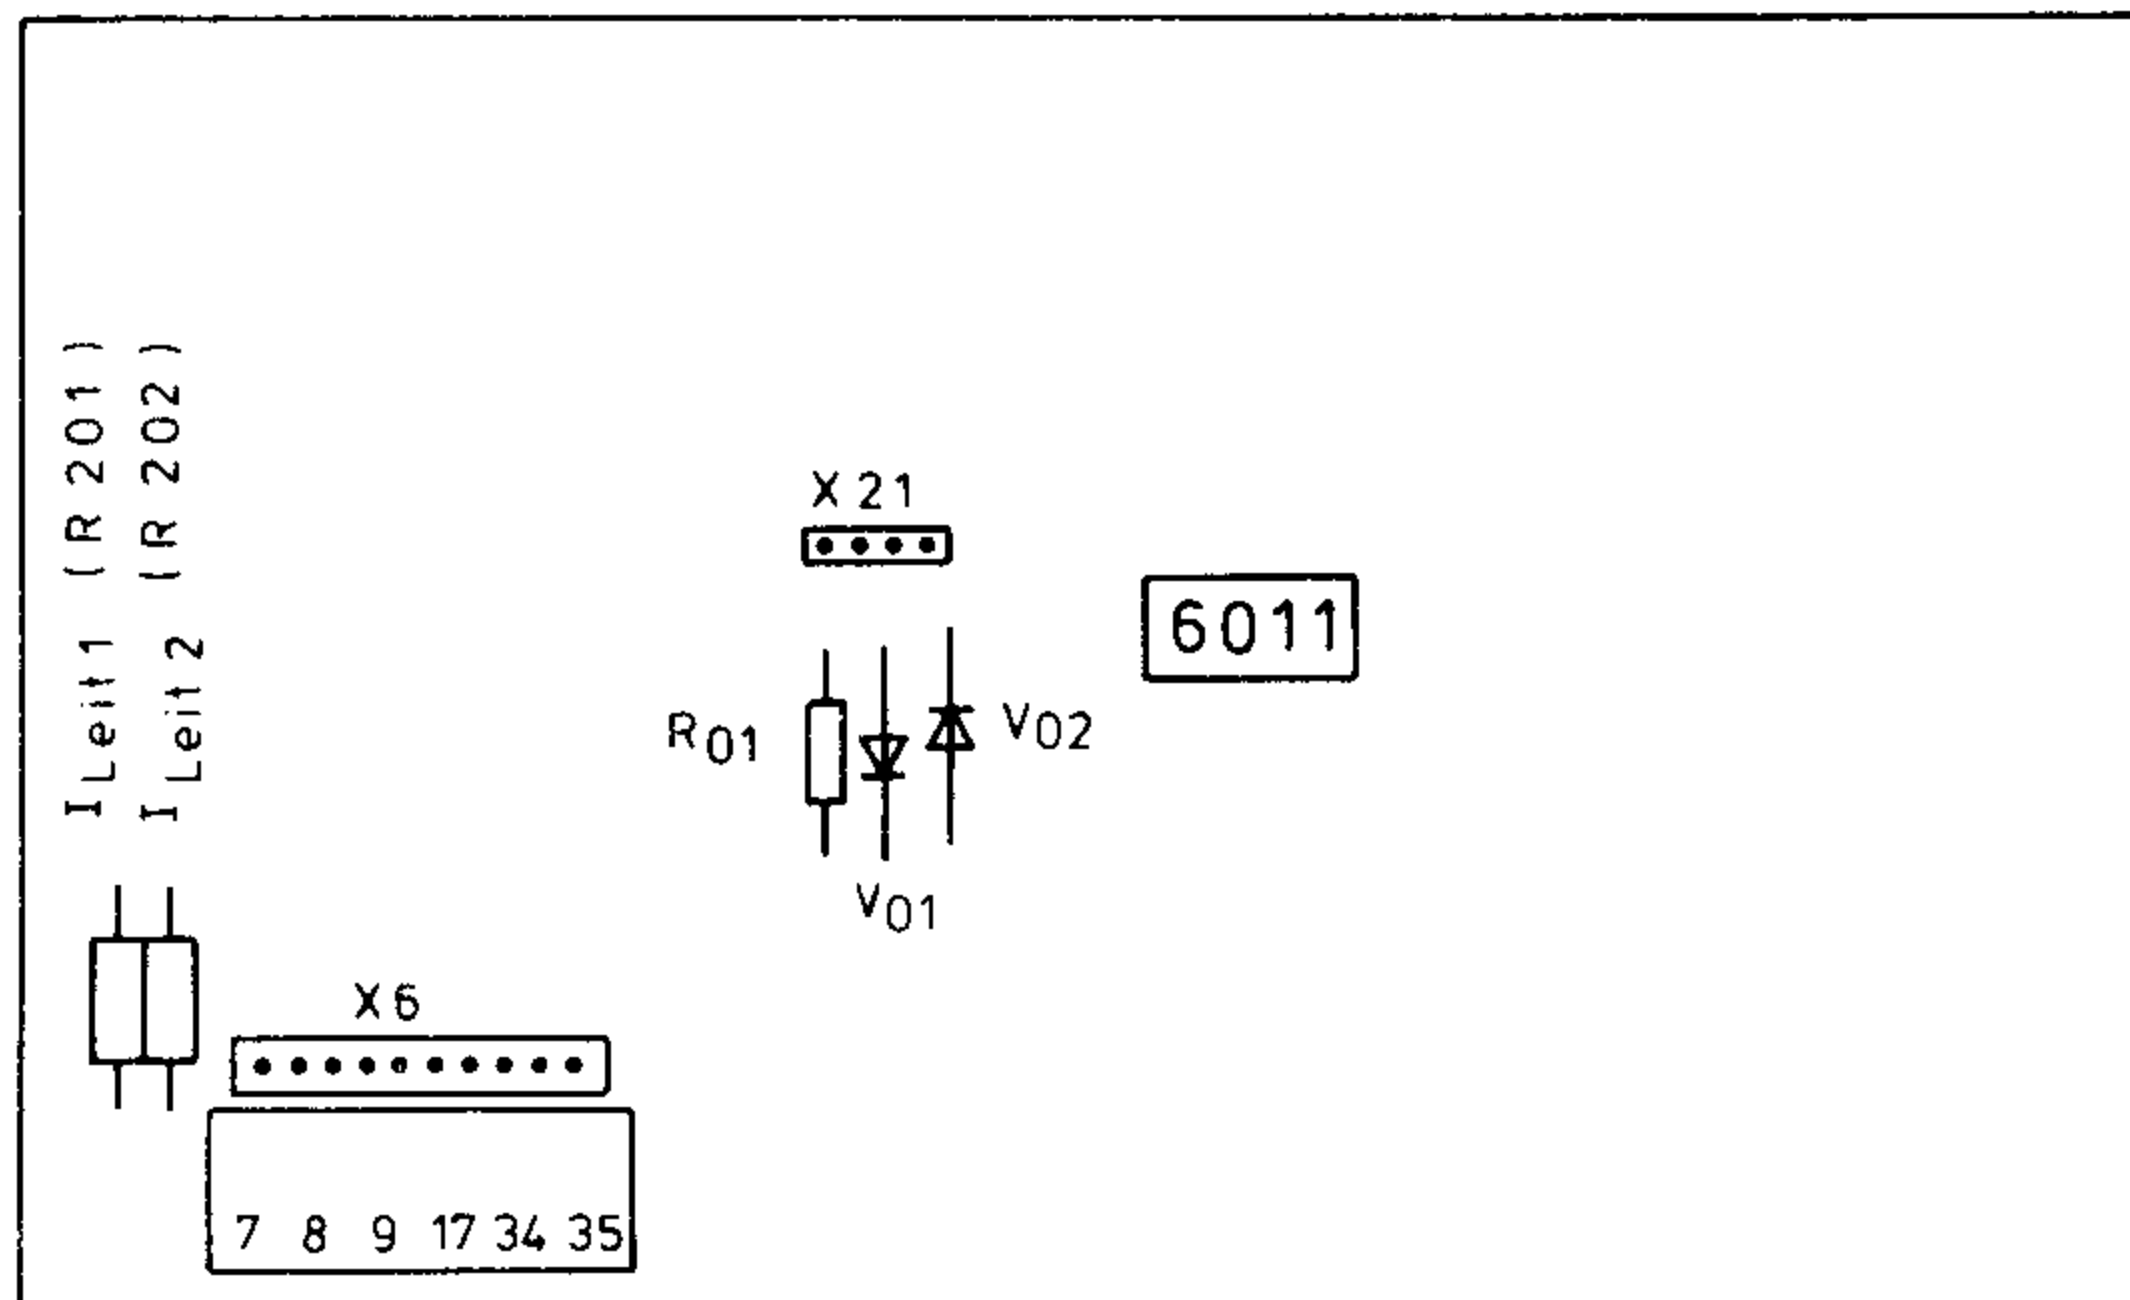 I Leit 1 (R 201)
I Leit 2 (R 202)
X 21
6011
R01
V02
V01
X6
7 8 9 17 34 35